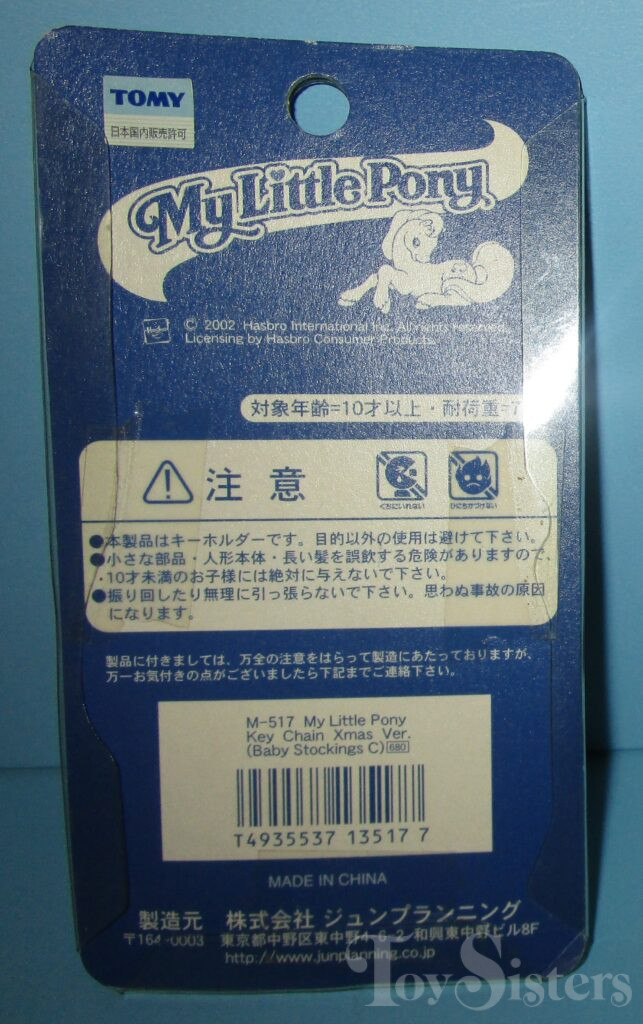 TOMY
日本国内販売許可
My Little Pony
Hasbro
© 2002 Hasbro International Inc. All rights reserved.
Licensing by Hasbro Consumer Products.
対象年齢=10才以上・耐荷重=
注意
くちにいれない
ひにちかづけない
●本製品はキーホルダーです。目的以外の使用は避けて下さい。
●小さな部品・人形本体・長い髪を誤飲する危険がありますので、
10才未満のお子様には絶対に与えないで下さい。
●振り回したり無理に引っ張らないで下さい。思わぬ事故の原因
になります。
製品に付きましては、万全の注意をはらって製造にあたっておりますが、
万一お気付きの点がございましたら下記までご連絡下さい。
M-517 My Little Pony
Key Chain Xmas Ver.
(Baby Stockings C) 680
T4935537 13517 7
MADE IN CHINA
製造元 株式会社 ジュンプランニング
〒164-0003 東京都中野区東中野4-6-2 和興東中野ビル8F
http://www.junplanning.co.jp
ToySisters